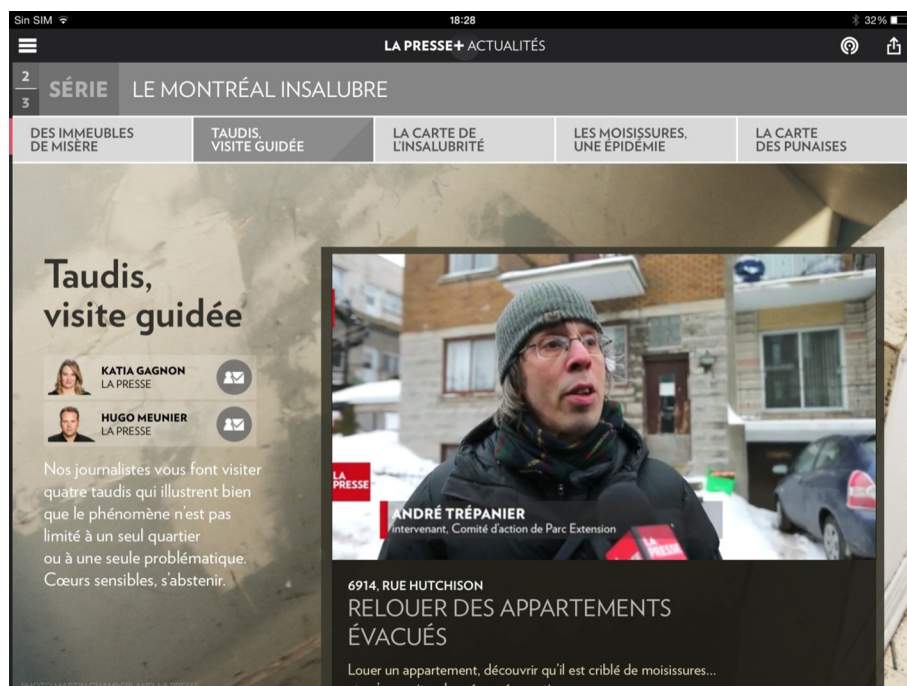 Sin SIM
18:28
32%
LA PRESSE+ ACTUALITÉS
2
3
SÉRIE
LE MONTRÉAL INSALUBRE
DES IMMEUBLES
DE MISÈRE
TAUDIS,
VISITE GUIDÉE
LA CARTE DE
L'INSALUBRITÉ
LES MOISISSURES,
UNE ÉPIDÉMIE
LA CARTE
DES PUNAISES
Taudis,
visite guidée
KATIA GAGNON
LA PRESSE
HUGO MEUNIER
LA PRESSE
Nos journalistes vous font visiter
quatre taudis qui illustrent bien
que le phénomène n'est pas
limité à un seul quartier
ou à une seule problématique.
Cœurs sensibles, s'abstenir.
LA
PRESSE
ANDRÉ TRÉPANIER
intervenant, Comité d'action de Parc Extension
LA
PRESSE
6914, RUE HUTCHISON
RELOUER DES APPARTEMENTS
ÉVACUÉS
Louer un appartement, découvrir qu'il est criblé de moisissures...
PHOTO MARTIN CHAMBERLAND, LA PRESSE